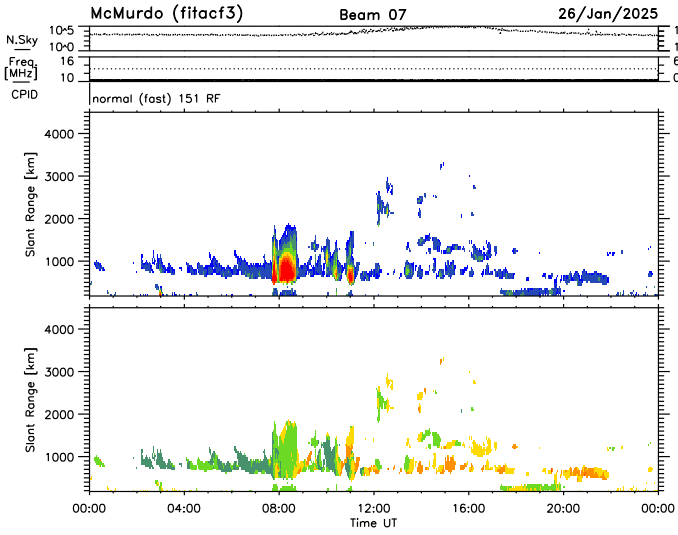 McMurdo (fitacf3) Beam 07 26/Jan/2025
N.Sky 10^5 10^0 1 1
Freq. [MHz] 16 10 6 0
CPID normal (fast) 151 RF
Slant Range [km] 4000 3000 2000 1000
Slant Range [km] 4000 3000 2000 1000
00:00 04:00 08:00 12:00 16:00 20:00 00:00
Time UT